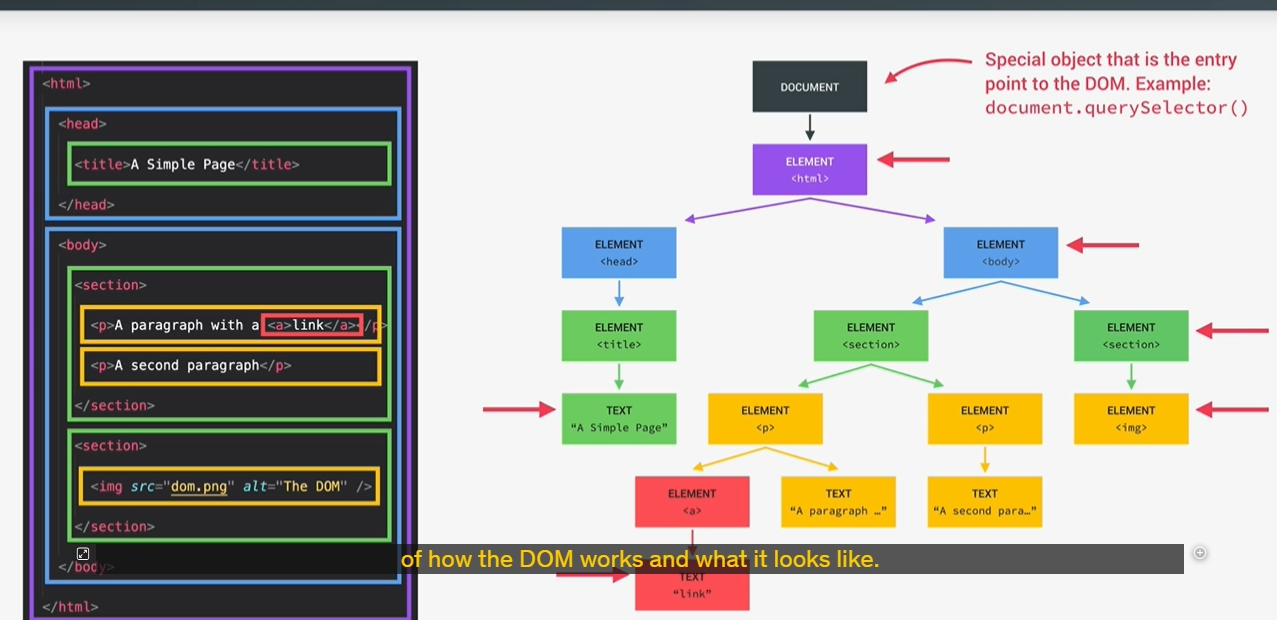 <html>
<head>
<title>A Simple Page</title>
</head>
<body>
<section>
<p>A paragraph with a <a>link</a></p>
<p>A second paragraph</p>
</section>
<section>
<img src="dom.png" alt="The DOM" />
</section>
</body>
</html>
Special object that is the entry
point to the DOM. Example:
document.querySelector()
DOCUMENT
ELEMENT
<html>
ELEMENT
<head>
ELEMENT
<body>
ELEMENT
<title>
ELEMENT
<section>
ELEMENT
<section>
TEXT
“A Simple Page”
ELEMENT
<p>
ELEMENT
<p>
ELEMENT
<img>
ELEMENT
<a>
TEXT
“A paragraph …”
TEXT
“A second para…”
TEXT
“link”
of how the DOM works and what it looks like.